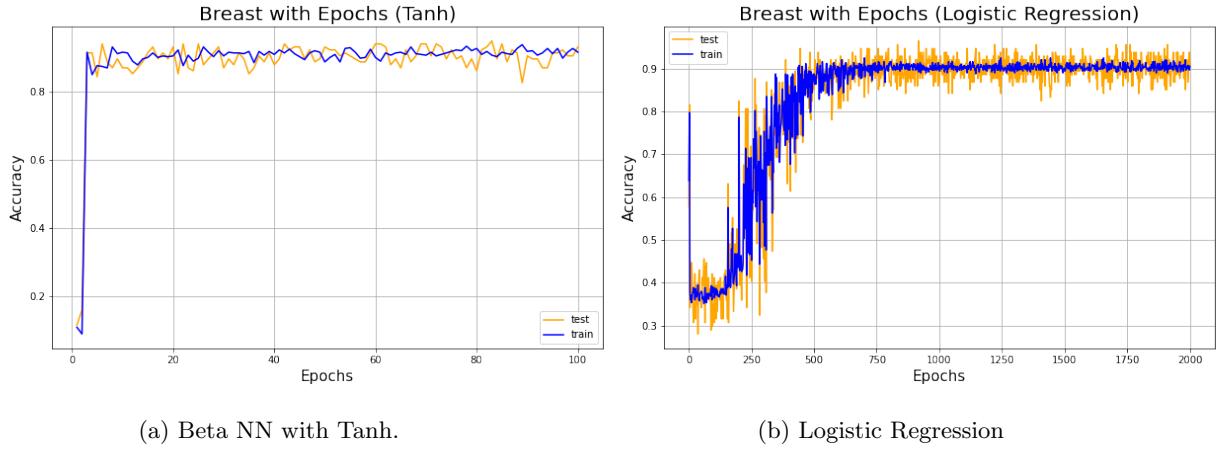 Breast with Epochs (Tanh)
Accuracy
0.8
0.6
0.4
0.2
test
train
0
20
40
60
80
100
Epochs
(a) Beta NN with Tanh.
Breast with Epochs (Logistic Regression)
test
train
Accuracy
0.9
0.8
0.7
0.6
0.5
0.4
0.3
0
250
500
750
1000
1250
1500
1750
2000
Epochs
(b) Logistic Regression